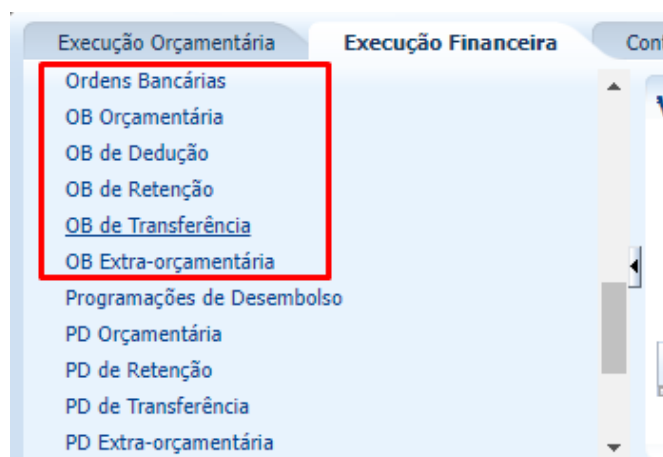 Execução Orçamentária Execução Financeira
Ordens Bancárias
OB Orçamentária
OB de Dedução
OB de Retenção
OB de Transferência
OB Extra-orçamentária
Programações de Desembolso
PD Orçamentária
PD de Retenção
PD de Transferência
PD Extra-orçamentária